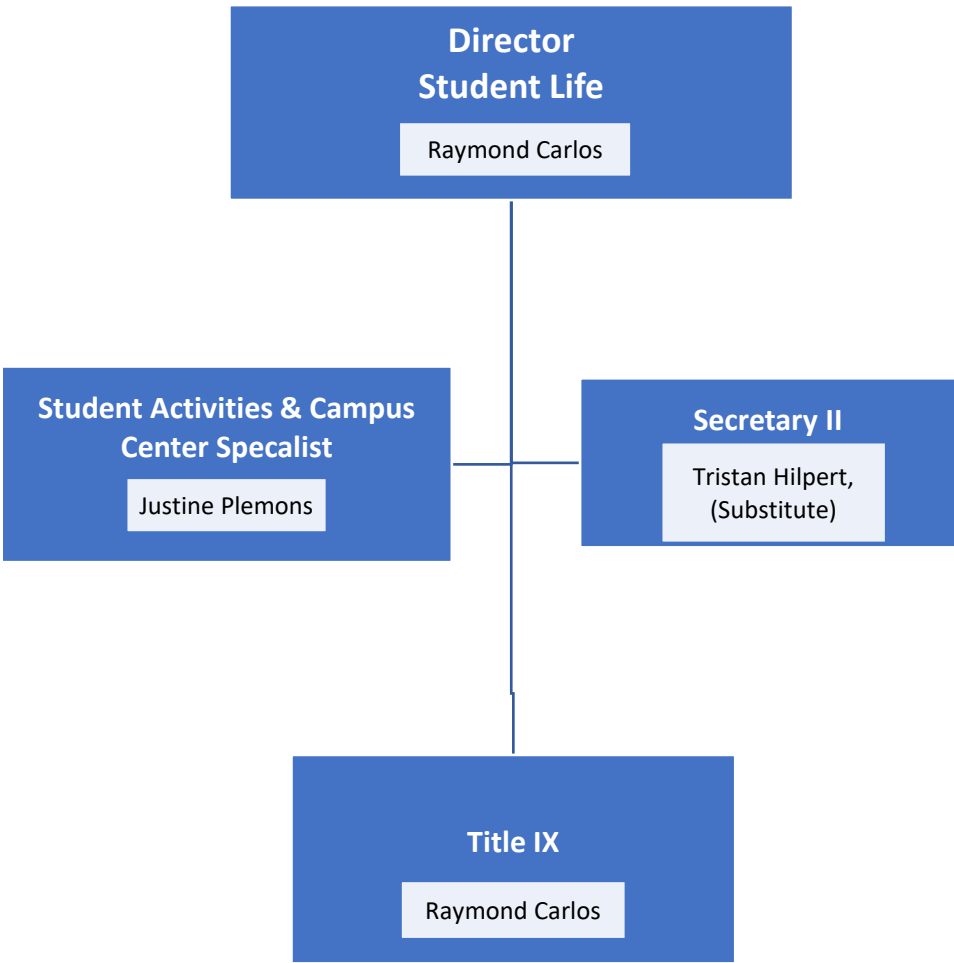 Director
Student Life
Raymond Carlos
Student Activities & Campus
Center Specalist
Justine Plemons
Secretary II
Tristan Hilpert,
(Substitute)
Title IX
Raymond Carlos